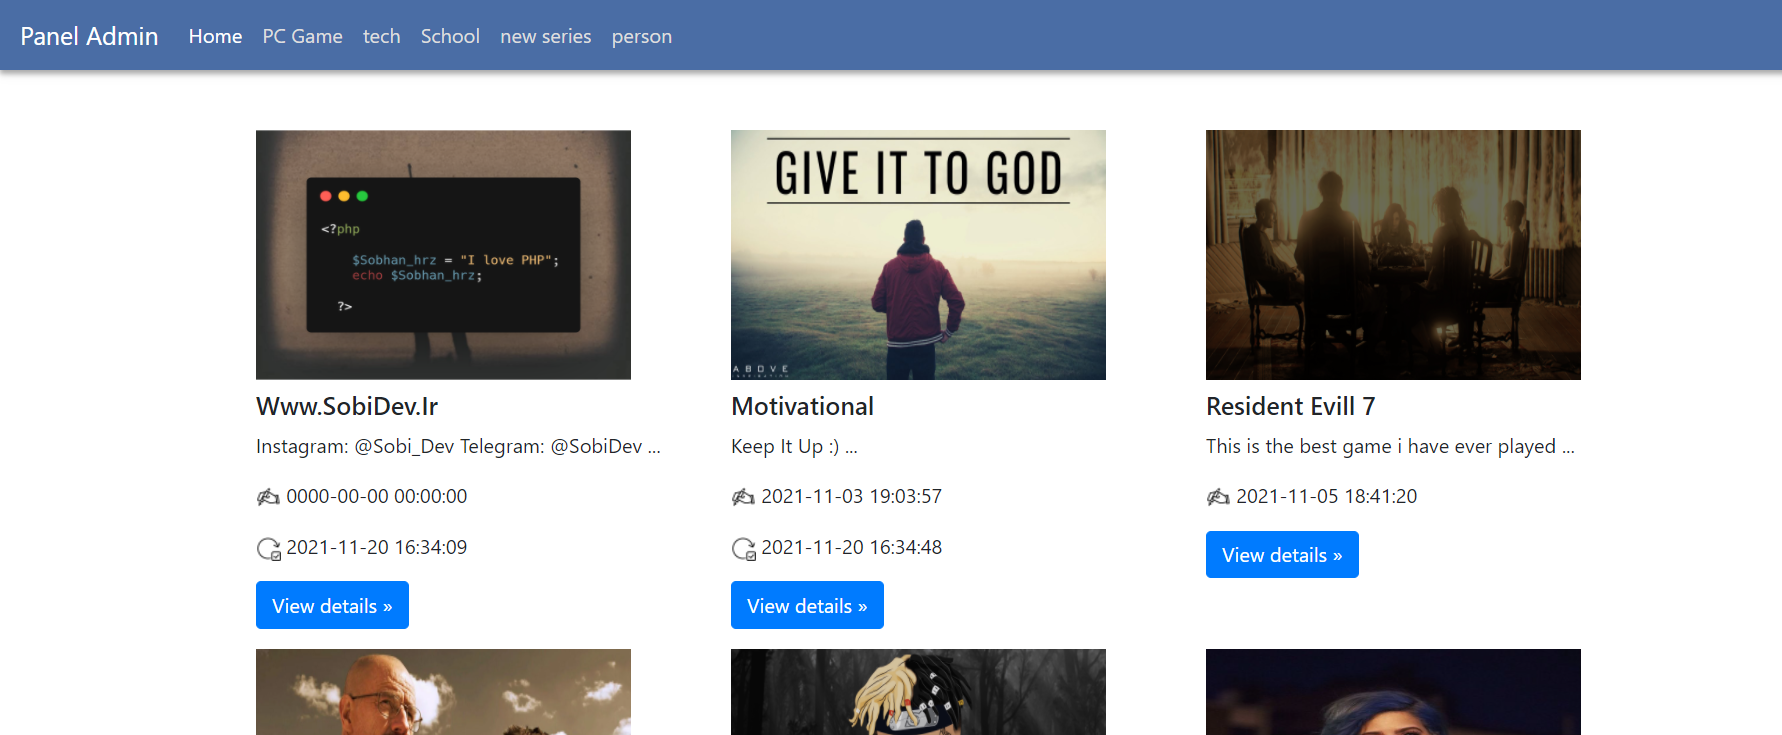 Panel Admin Home PC Game tech School new series person
<?php
$Sobhan_hrz = "I love PHP";
echo $Sobhan_hrz;
?>
GIVE IT TO GOD
ABOVE
Www.SobiDev.Ir
Instagram: @Sobi_Dev Telegram: @SobiDev ...
0000-00-00 00:00:00
2021-11-20 16:34:09
View details »
Motivational
Keep It Up :) ...
2021-11-03 19:03:57
2021-11-20 16:34:48
View details »
Resident Evill 7
This is the best game i have ever played ...
2021-11-05 18:41:20
View details »